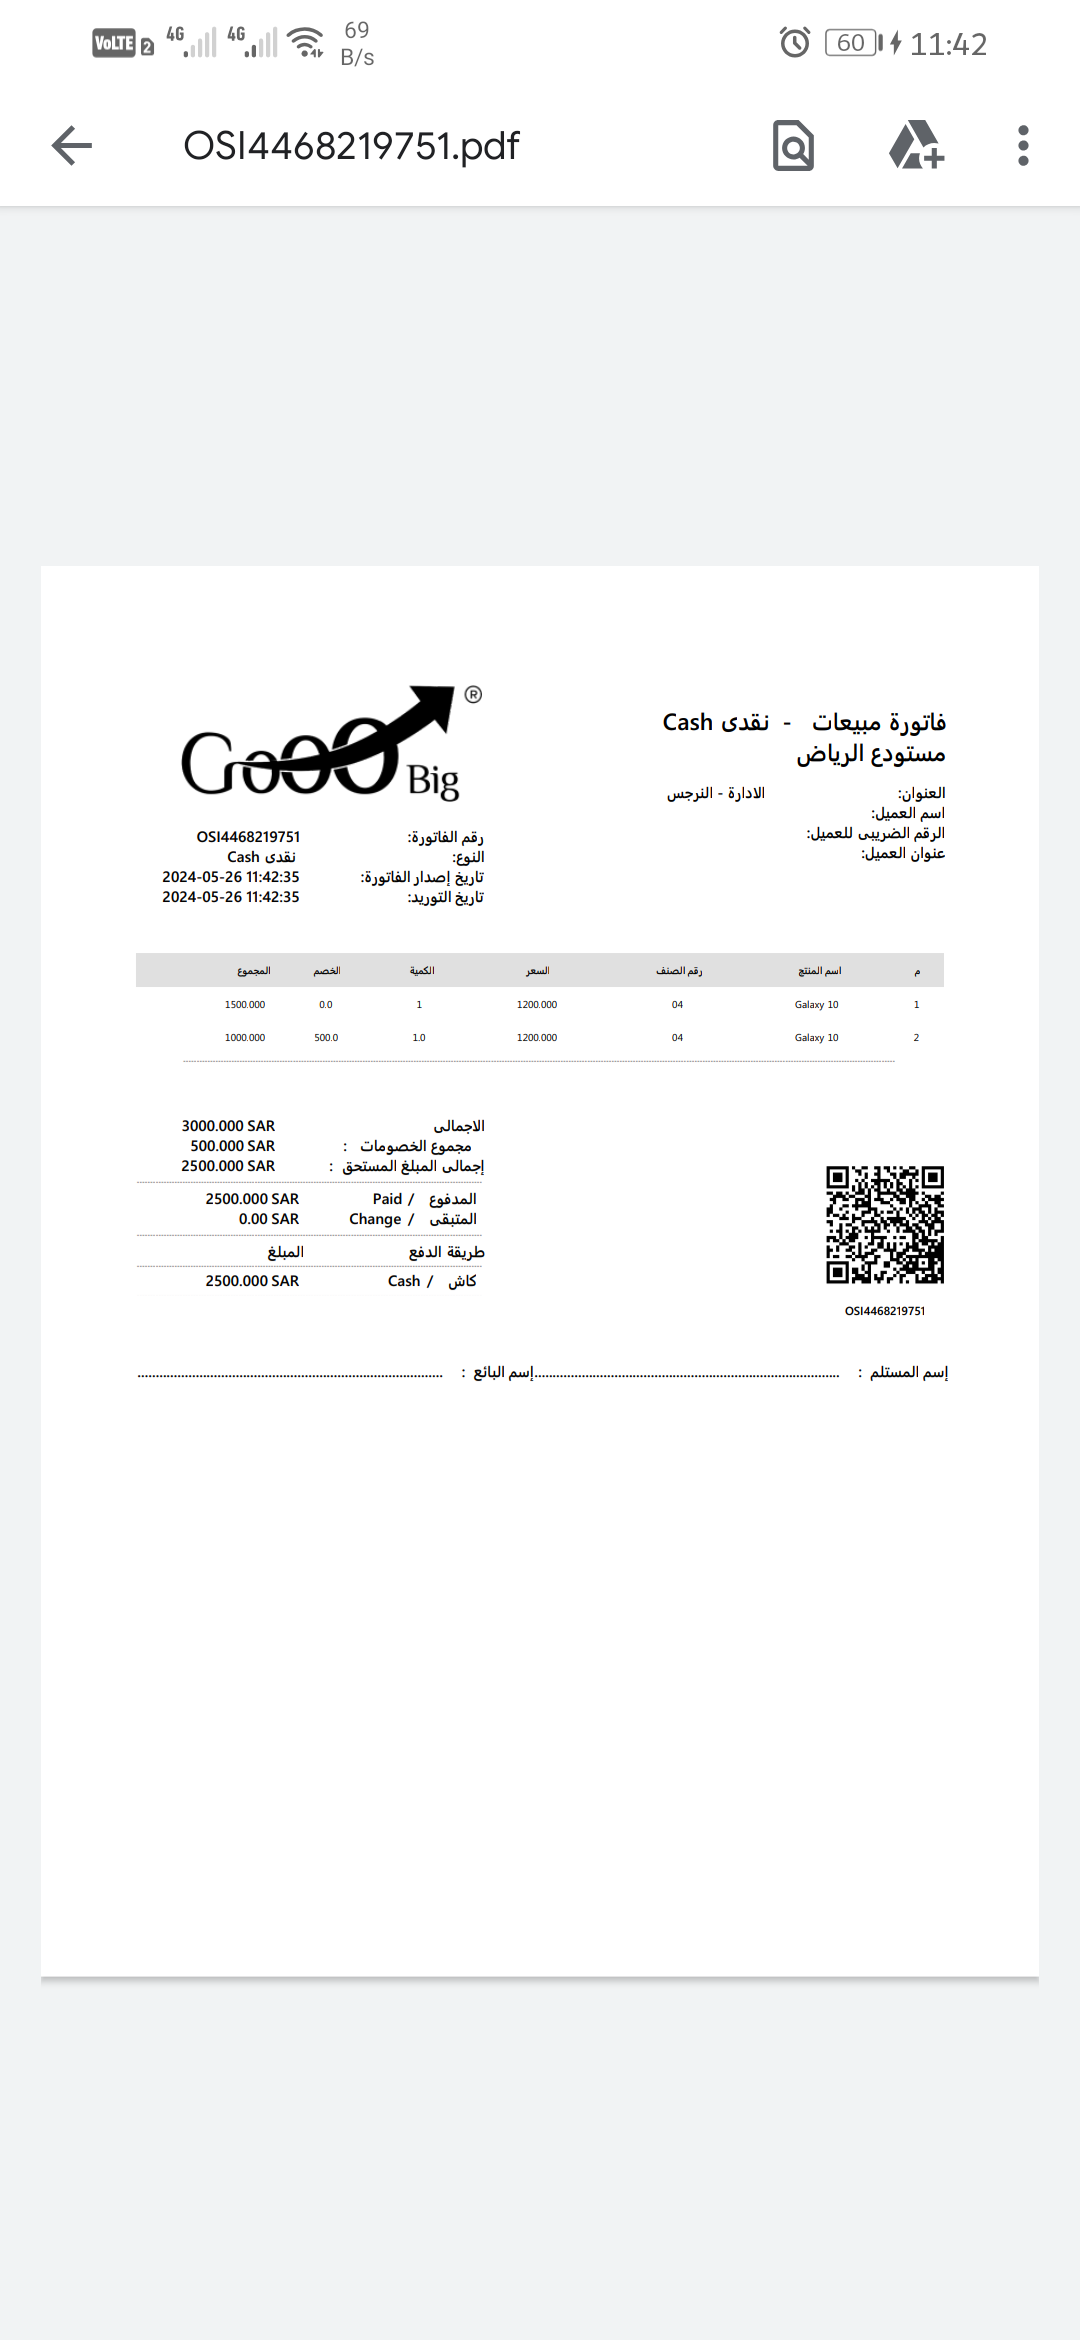 VoLTE 2 4G 4G 69 B/s 60 11:42
OSI4468219751.pdf
GoOO Big ®
فاتورة مبيعات - نقدى Cash
مستودع الرياض
العنوان: الادارة - النرجس
اسم العميل:
الرقم الضريبى للعميل:
عنوان العميل:
رقم الفاتورة: OSI4468219751
النوع: نقدى Cash
تاريخ إصدار الفاتورة: 2024-05-26 11:42:35
تاريخ التوريد: 2024-05-26 11:42:35
م اسم المنتج رقم الصنف السعر الكمية الخصم المجموع
1 Galaxy 10 04 1200.000 1 0.0 1500.000
2 Galaxy 10 04 1200.000 1.0 500.0 1000.000
الاجمالى 3000.000 SAR
مجموع الخصومات : 500.000 SAR
إجمالى المبلغ المستحق : 2500.000 SAR
المدفوع / Paid 2500.000 SAR
المتبقى / Change 0.00 SAR
طريقة الدفع المبلغ
كاش / Cash 2500.000 SAR
OSI4468219751
إسم المستلم : ................ إسم البائع : ................